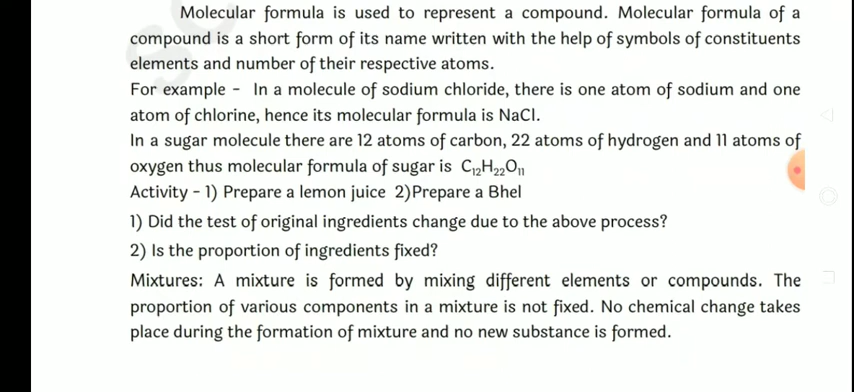 Molecular formula is used to represent a compound. Molecular formula of a
compound is a short form of its name written with the help of symbols of constituents
elements and number of their respective atoms.
For example - In a molecule of sodium chloride, there is one atom of sodium and one
atom of chlorine, hence its molecular formula is NaCl.
In a sugar molecule there are 12 atoms of carbon, 22 atoms of hydrogen and 11 atoms of
oxygen thus molecular formula of sugar is C₁₂H₂₂O₁₁
Activity - 1) Prepare a lemon juice 2)Prepare a Bhel
1) Did the test of original ingredients change due to the above process?
2) Is the proportion of ingredients fixed?
Mixtures: A mixture is formed by mixing different elements or compounds. The
proportion of various components in a mixture is not fixed. No chemical change takes
place during the formation of mixture and no new substance is formed.